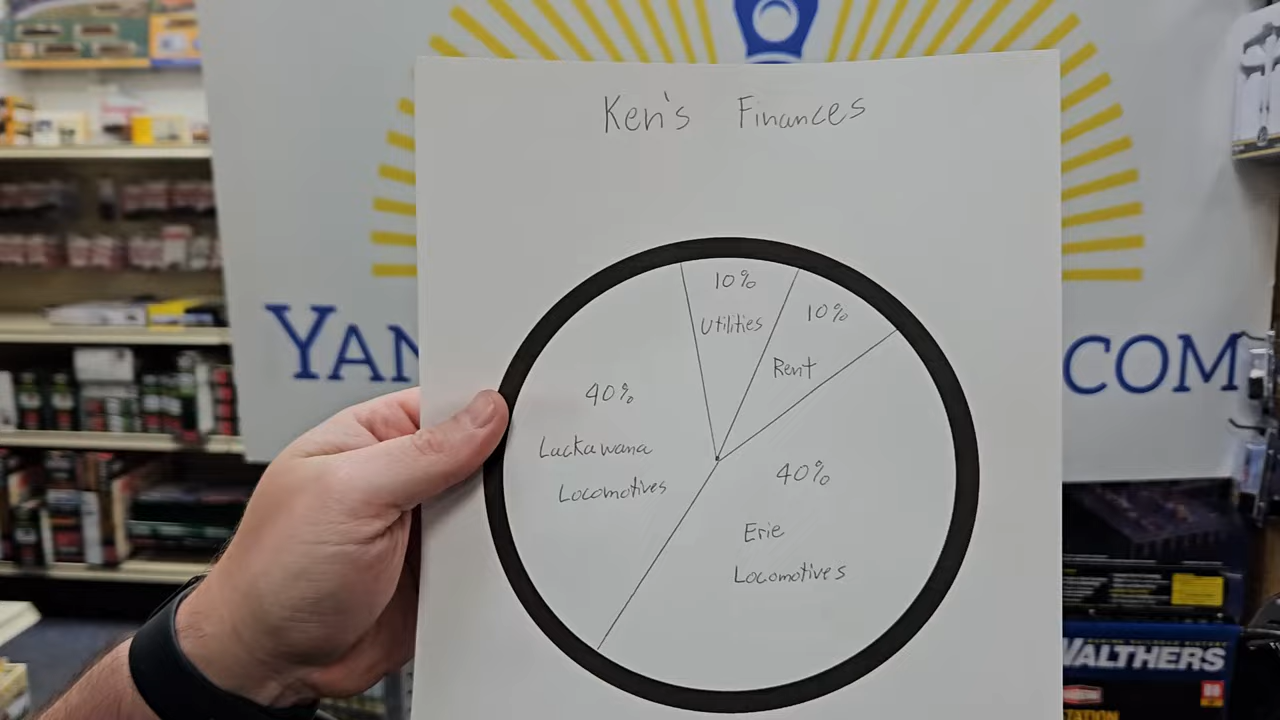 Ken's Finances
10%
Utilities
10%
Rent
40%
Lackawana
Locomotives
40%
Erie
Locomotives
YAN
COM
WALTHERS